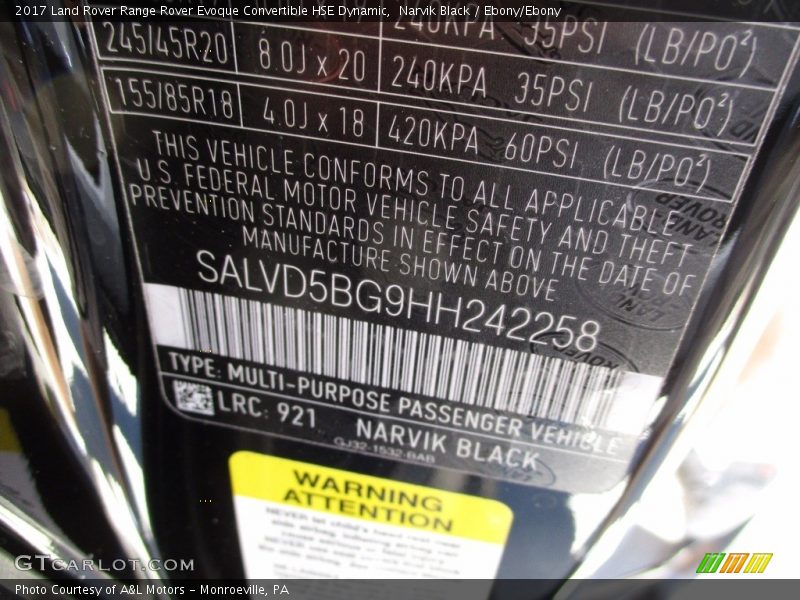 2017 Land Rover Range Rover Evoque Convertible HSE Dynamic, Narvik Black / Ebony/Ebony
240KPA 35PSI (LB/PO²)
245/45R20 8.0J x 20 240KPA 35PSI (LB/PO²)
155/85R18 4.0J x 18 420KPA 60PSI (LB/PO²)
THIS VEHICLE CONFORMS TO ALL APPLICABLE
U.S. FEDERAL MOTOR VEHICLE SAFETY AND THEFT
PREVENTION STANDARDS IN EFFECT ON THE DATE OF
MANUFACTURE SHOWN ABOVE
SALVD5BG9HH242258
TYPE: MULTI-PURPOSE PASSENGER VEHICLE
LRC: 921 NARVIK BLACK
GJ32-1532-BAB
WARNING
ATTENTION
GTCarLot.com
Photo Courtesy of A&L Motors – Monroeville, PA